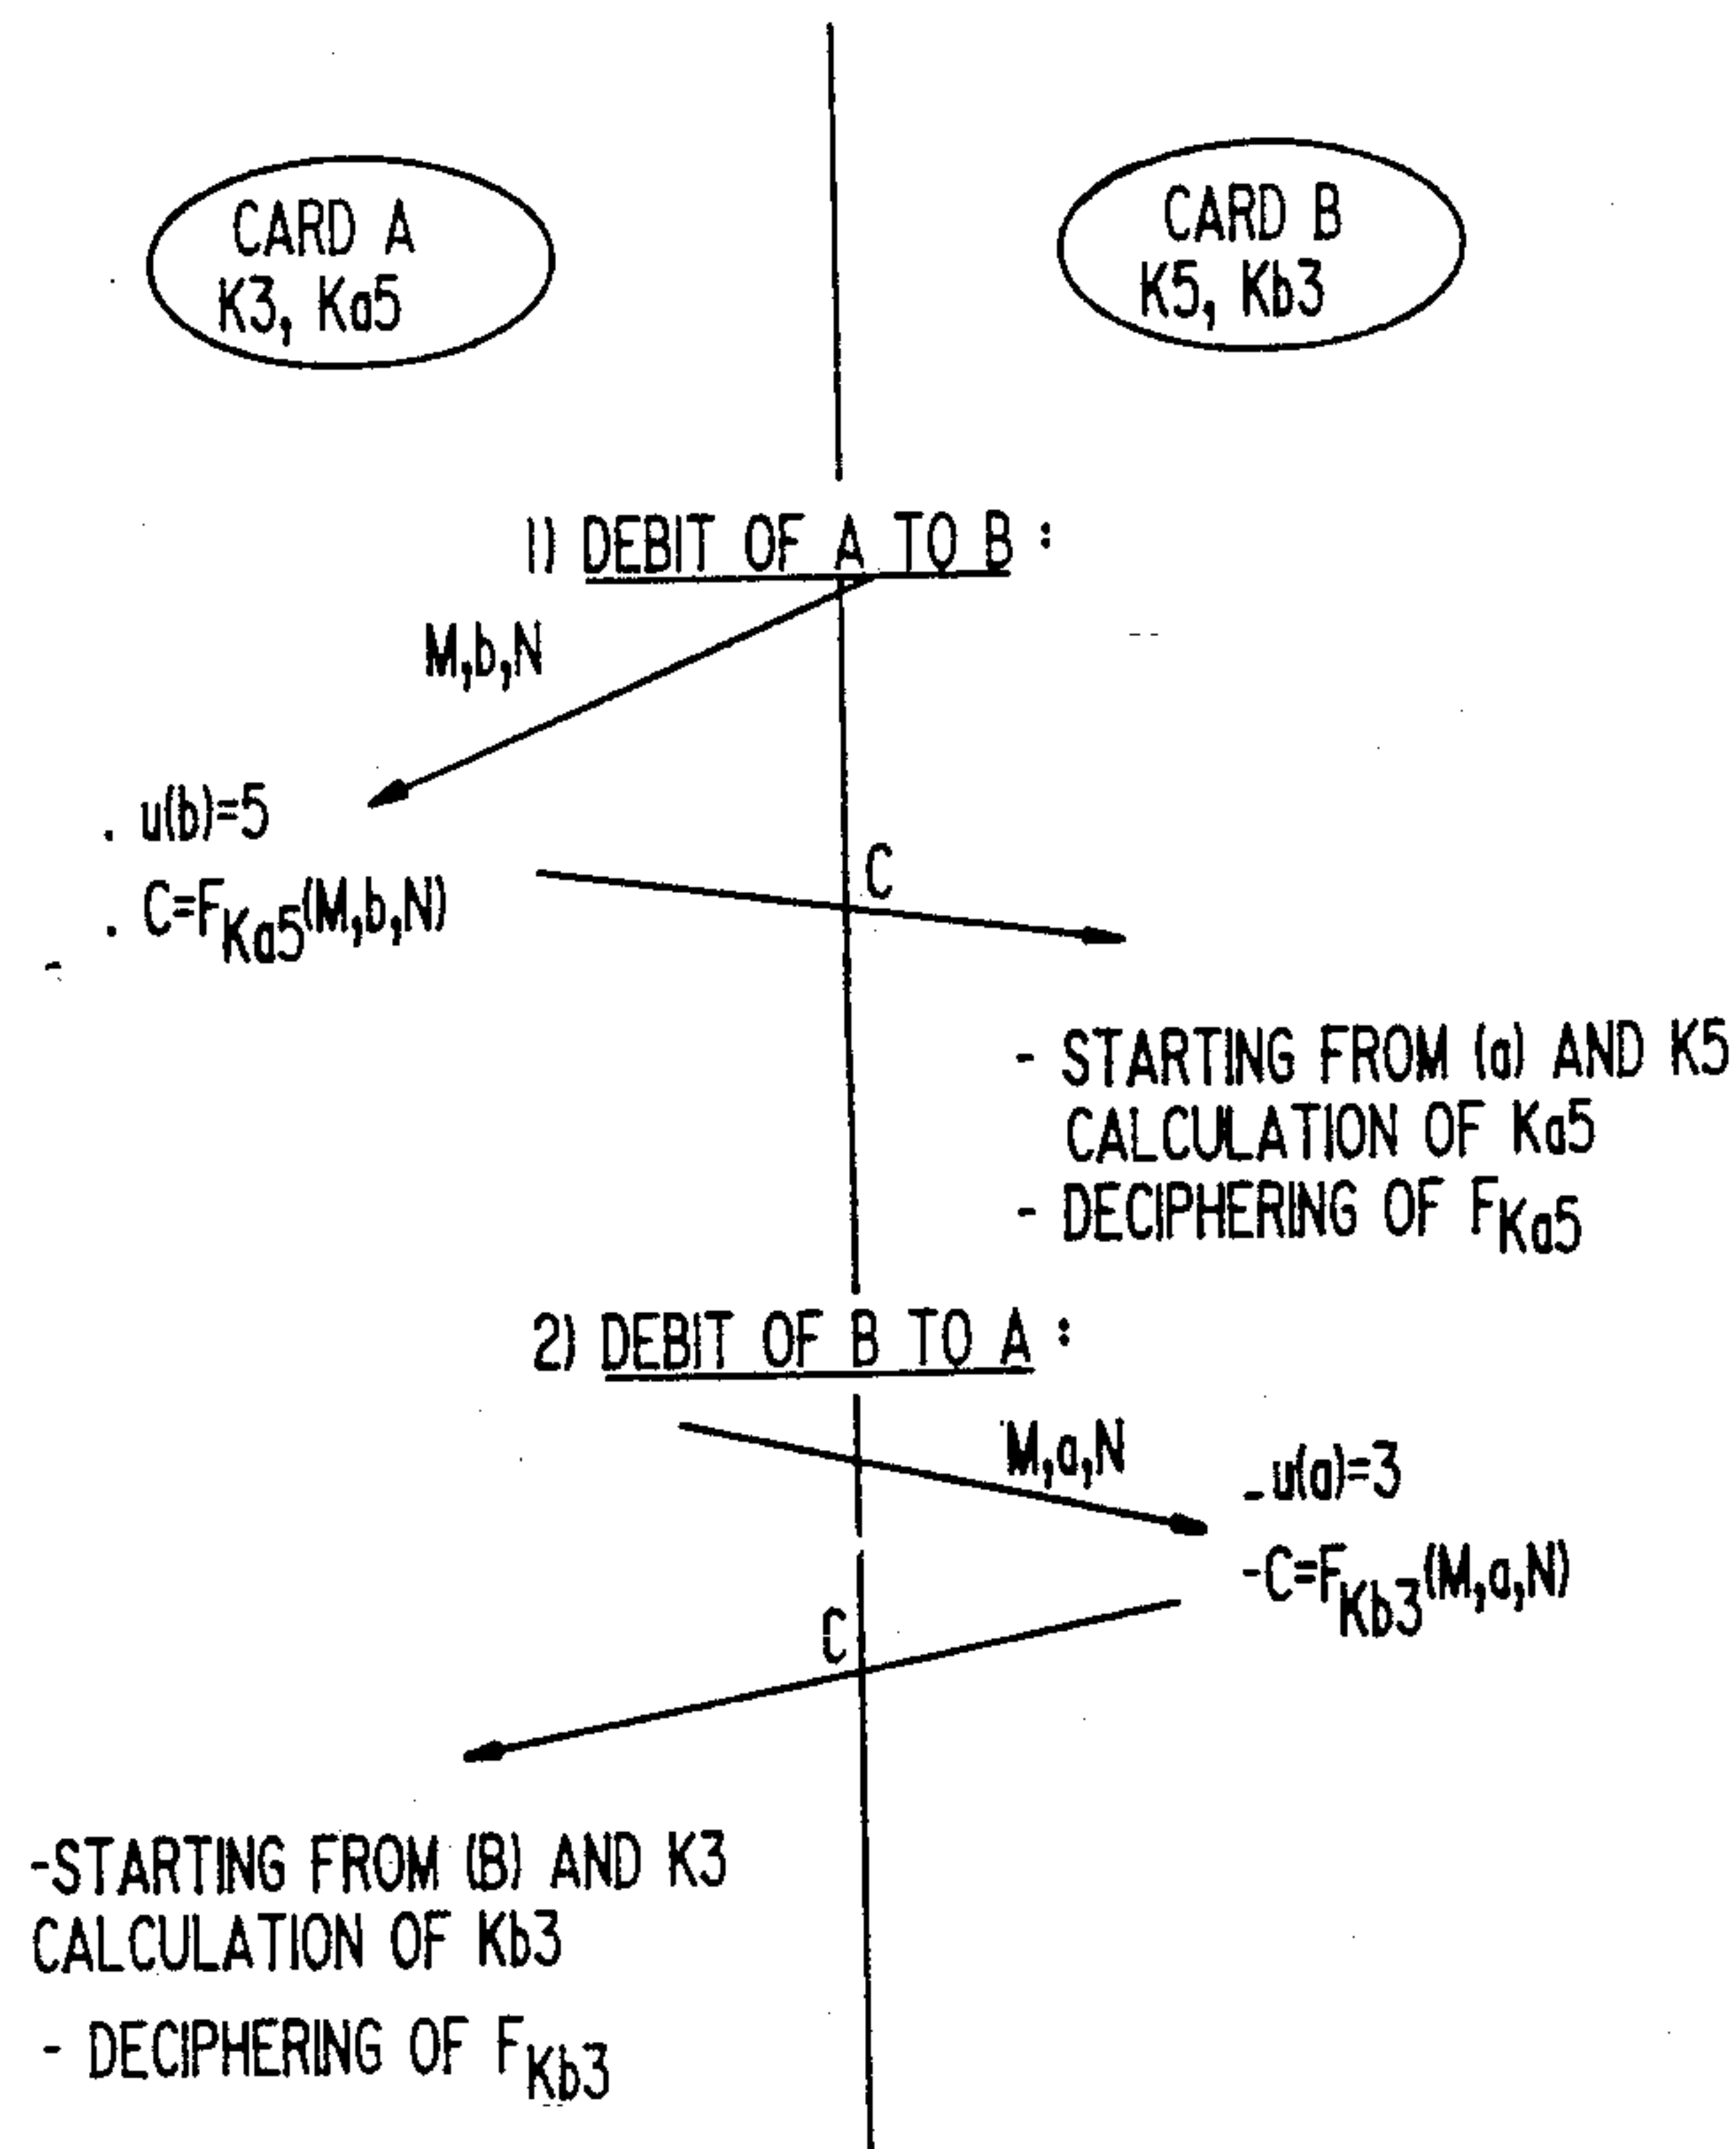 CARD A
K3, Ka5
CARD B
K5, Kb3
1) DEBIT OF A TO B :
M,b,N
. u(b)=5
. C=FKa5(M,b,N)
C
- STARTING FROM (a) AND K5
CALCULATION OF Ka5
- DECIPHERING OF FKa5
2) DEBIT OF B TO A :
M,a,N
-u(a)=3
-C=FKb3(M,a,N)
C
-STARTING FROM (B) AND K3
CALCULATION OF Kb3
- DECIPHERING OF FKb3